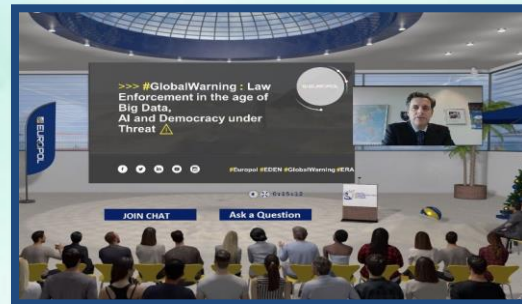 >>> #GlobalWarning : Law
Enforcement in the age of
Big Data,
AI and Democracy under
Threat ⚠
#Europol #EDEN #GlobalWarning #ERA
EUROPOL
JOIN CHAT
Ask a Question